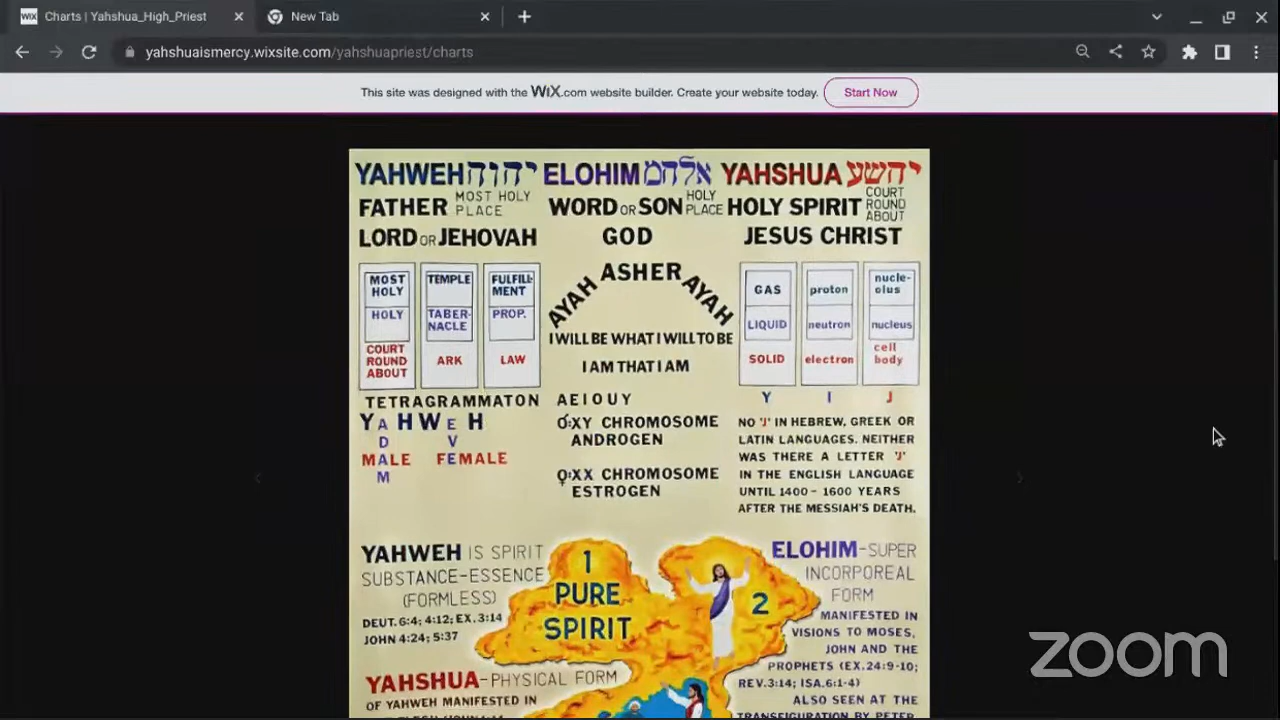 Charts | Yahshua_High_Priest
New Tab
yahshuaismercy.wixsite.com/yahshuapriest/charts
This site was designed with the WIX.com website builder. Create your website today.
Start Now
YAHWEH יהוה ELOHIM אלהמ YAHSHUA יהשע
FATHER MOST HOLY PLACE WORD OR SON HOLY PLACE HOLY SPIRIT COURT ROUND ABOUT
LORD OR JEHOVAH GOD JESUS CHRIST
MOST HOLY
HOLY
COURT ROUND ABOUT
TEMPLE
TABER-NACLE
ARK
FULFILL-MENT
PROP.
LAW
AYAH ASHER AYAH
I WILL BE WHAT I WILL TO BE
I AM THAT I AM
GAS
LIQUID
SOLID
proton
neutron
electron
nucle-olus
nucleus
cell body
TETRAGRAMMATON
YAHWEH
ADAM
EVE
MALE FEMALE
A E I O U Y
♂:XY CHROMOSOME
ANDROGEN
♀:XX CHROMOSOME
ESTROGEN
Y I J
NO 'J' IN HEBREW, GREEK OR
LATIN LANGUAGES. NEITHER
WAS THERE A LETTER 'J'
IN THE ENGLISH LANGUAGE
UNTIL 1400 - 1600 YEARS
AFTER THE MESSIAH'S DEATH.
YAHWEH IS SPIRIT
SUBSTANCE-ESSENCE
(FORMLESS)
DEUT. 6:4; 4:12; EX. 3:14
JOHN 4:24; 5:37
1
PURE
SPIRIT
2
ELOHIM-SUPER
INCORPOREAL
FORM
MANIFESTED IN
VISIONS TO MOSES,
JOHN AND THE
PROPHETS (EX. 24:9-10;
REV. 3:14; ISA. 6:1-4)
ALSO SEEN AT THE
TRANSFIGURATION BY PETER,
YAHSHUA-PHYSICAL FORM
OF YAHWEH MANIFESTED IN
zoom